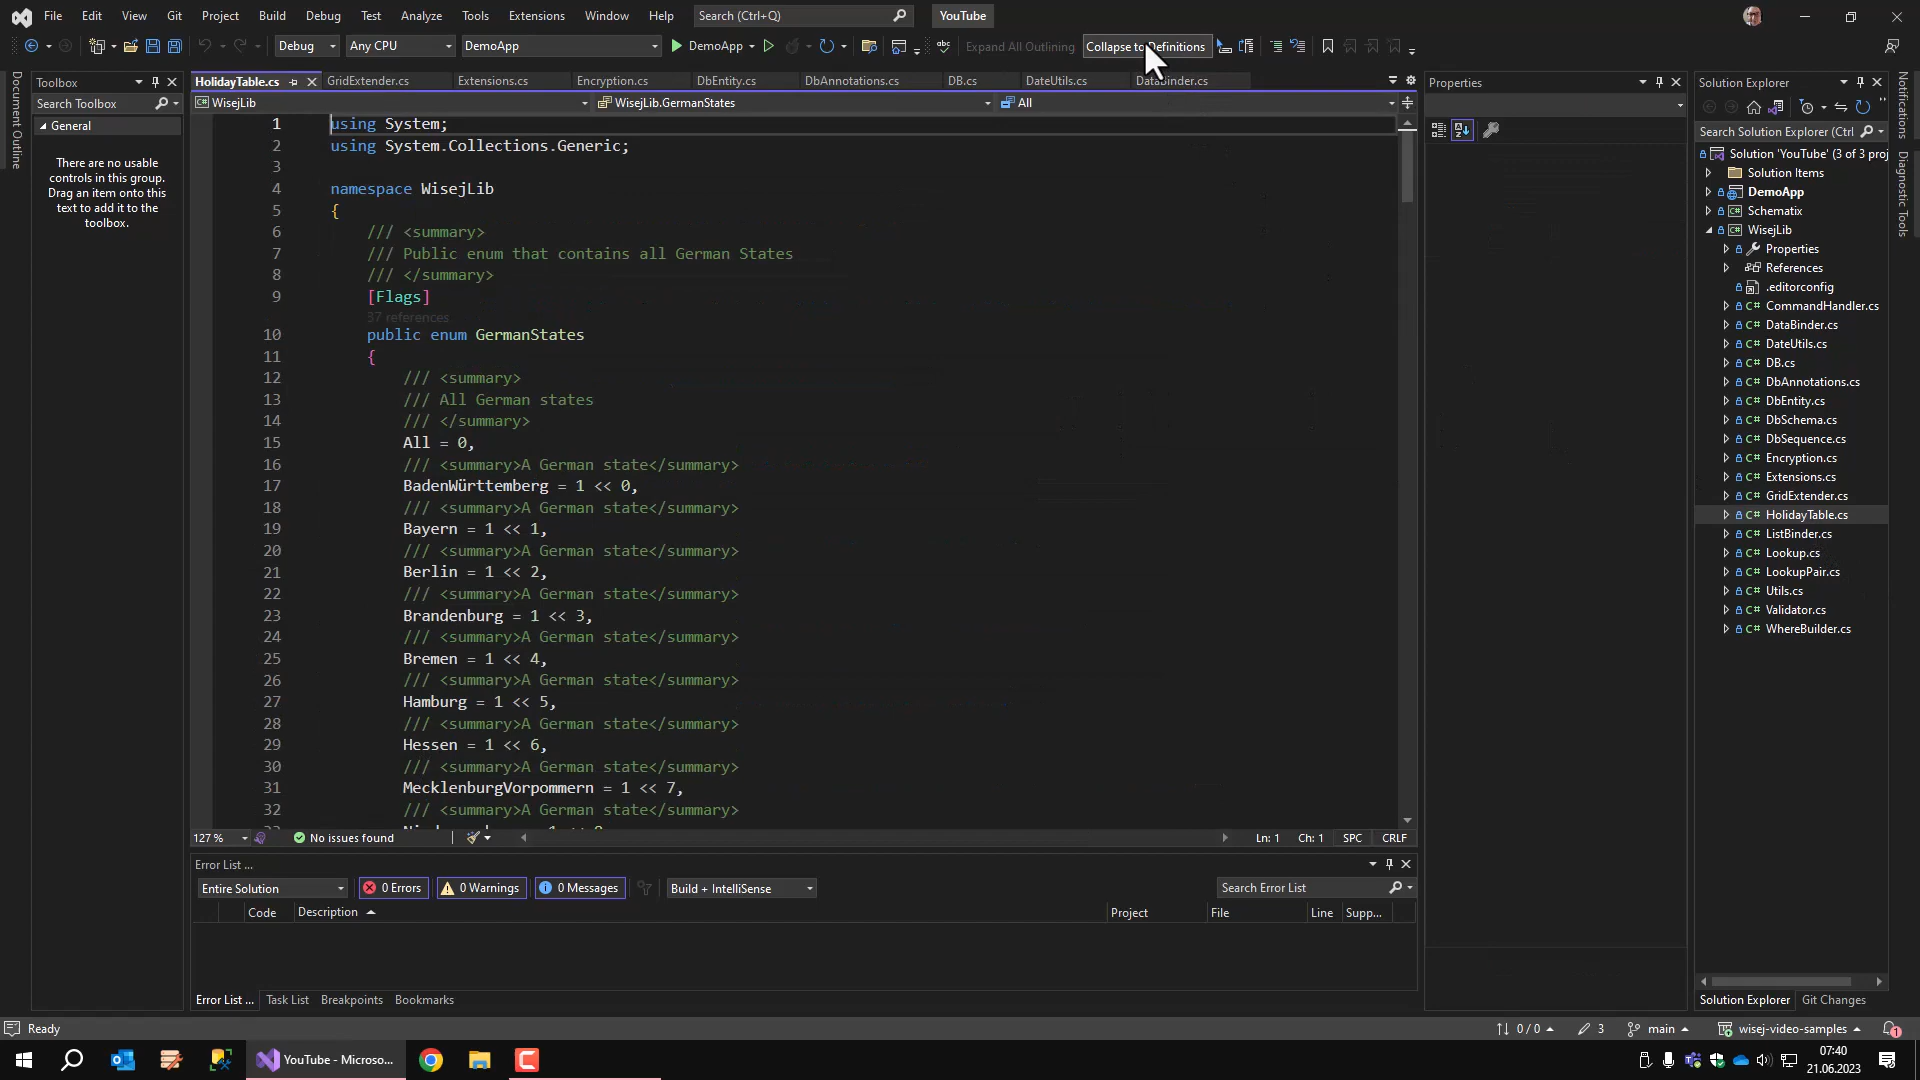 File Edit View Git Project Build Debug Test Analyze Tools Extensions Window Help Search (Ctrl+Q) YouTube
Debug Any CPU DemoApp DemoApp Expand All Outlining Collapse to Definitions
Document Outline
Toolbox
Search Toolbox
General
There are no usable
controls in this group.
Drag an item onto this
text to add it to the
toolbox.
HolidayTable.cs GridExtender.cs Extensions.cs Encryption.cs DbEntity.cs DbAnnotations.cs DB.cs DateUtils.cs DataBinder.cs
WisejLib WisejLib.GermanStates All
1 using System;
2 using System.Collections.Generic;
3
4 namespace WisejLib
5 {
6 /// <summary>
7 /// Public enum that contains all German States
8 /// </summary>
9 [Flags]
37 references
10 public enum GermanStates
11 {
12 /// <summary>
13 /// All German states
14 /// </summary>
15 All = 0,
16 /// <summary>A German state</summary>
17 BadenWürttemberg = 1 << 0,
18 /// <summary>A German state</summary>
19 Bayern = 1 << 1,
20 /// <summary>A German state</summary>
21 Berlin = 1 << 2,
22 /// <summary>A German state</summary>
23 Brandenburg = 1 << 3,
24 /// <summary>A German state</summary>
25 Bremen = 1 << 4,
26 /// <summary>A German state</summary>
27 Hamburg = 1 << 5,
28 /// <summary>A German state</summary>
29 Hessen = 1 << 6,
30 /// <summary>A German state</summary>
31 MecklenburgVorpommern = 1 << 7,
32 /// <summary>A German state</summary>
127 % No issues found Ln: 1 Ch: 1 SPC CRLF
Error List ...
Entire Solution 0 Errors 0 Warnings 0 Messages Build + IntelliSense Search Error List
Code Description Project File Line Supp...
Error List ... Task List Breakpoints Bookmarks
Properties
Solution Explorer
Search Solution Explorer (Ctrl
Solution 'YouTube' (3 of 3 proj
Solution Items
DemoApp
Schematix
WisejLib
Properties
References
.editorconfig
C# CommandHandler.cs
C# DataBinder.cs
C# DateUtils.cs
C# DB.cs
C# DbAnnotations.cs
C# DbEntity.cs
C# DbSchema.cs
C# DbSequence.cs
C# Encryption.cs
C# Extensions.cs
C# GridExtender.cs
C# HolidayTable.cs
C# ListBinder.cs
C# Lookup.cs
C# LookupPair.cs
C# Utils.cs
C# Validator.cs
C# WhereBuilder.cs
Solution Explorer Git Changes
Notifications
Diagnostic Tools
Ready 0 / 0 3 main wisej-video-samples 1
YouTube - Microso... 07:40
21.06.2023